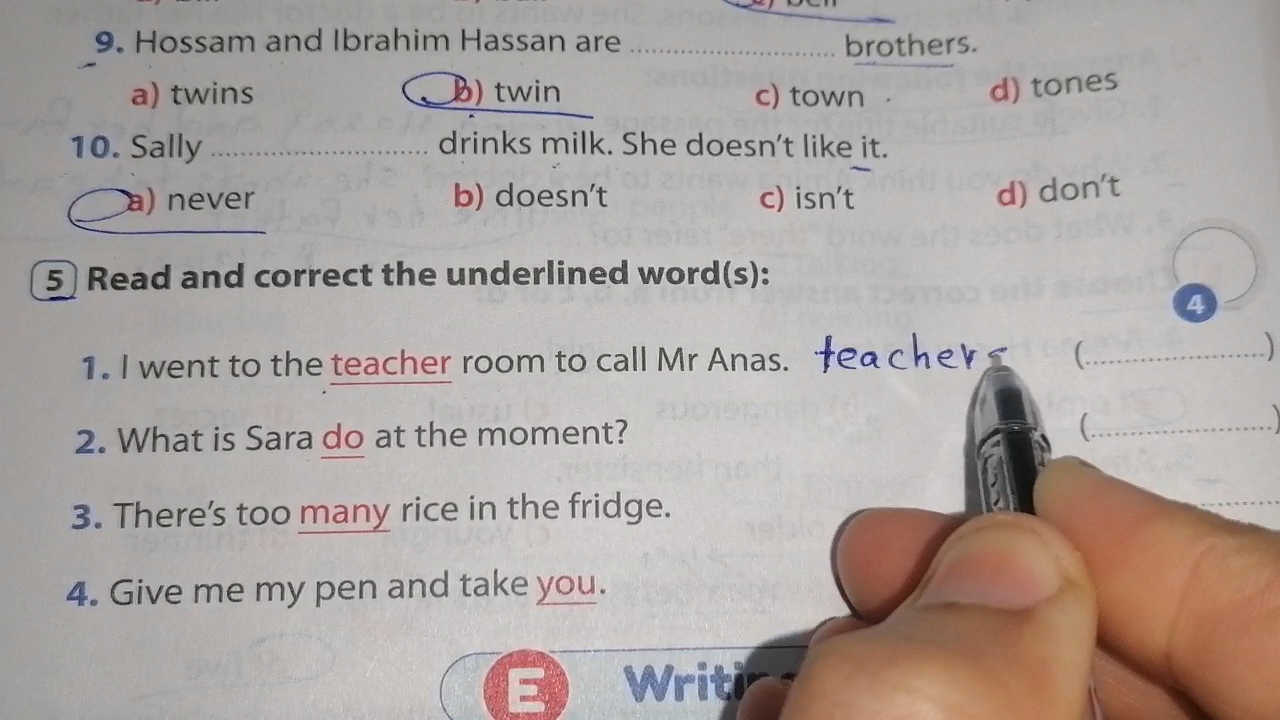 9. Hossam and Ibrahim Hassan are ........................ brothers.
a) twins b) twin c) town d) tones
10. Sally ........................ drinks milk. She doesn't like it.
a) never b) doesn't c) isn't d) don't
5 Read and correct the underlined word(s):
4
1. I went to the teacher room to call Mr Anas. teachers (........................)
2. What is Sara do at the moment? (........................)
3. There's too many rice in the fridge.
4. Give me my pen and take you.
E